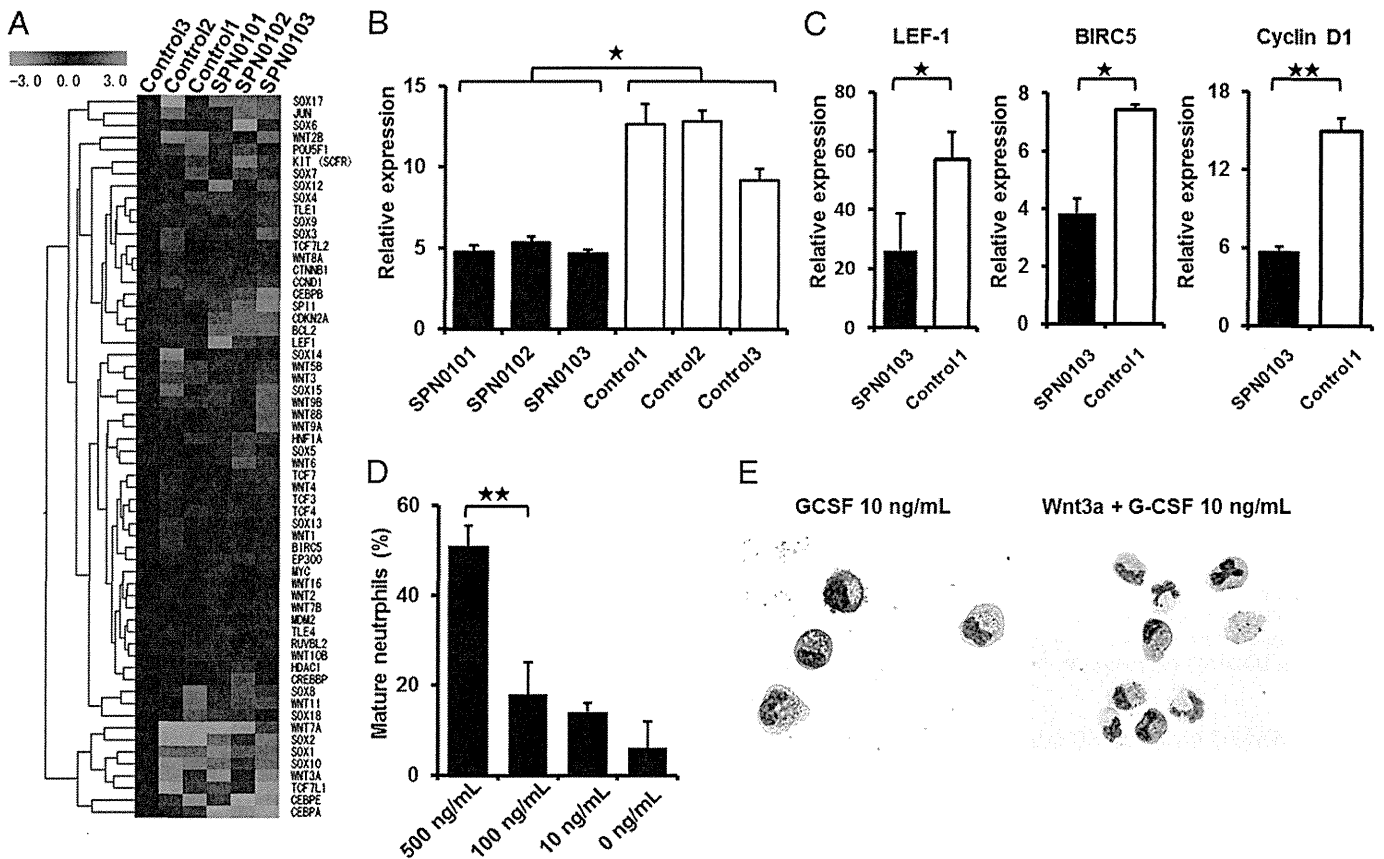 A
-3.0 0.0 3.0
Control3
Control2
Control1
SPN0101
SPN0102
SPN0103
SOX17
JUN
SOX6
WNT2B
POU5F1
KIT (SCFR)
SOX7
SOX12
SOX4
TLE1
SOX9
SOX3
TCF7L2
WNT8A
CTNNB1
CCND1
CEBPB
SPI1
CDKN2A
BCL2
LEF1
SOX14
WNT5B
WNT3
SOX15
WNT9B
WNT8B
WNT9A
HNF1A
SOX5
WNT6
TCF7
WNT4
TCF3
TCF4
SOX13
WNT1
BIRC5
EP300
MYC
WNT16
WNT2
WNT7B
MDM2
TLE4
RUVBL2
WNT10B
HDAC1
CREBBP
SOX8
WNT11
SOX18
WNT7A
SOX2
SOX1
SOX10
WNT3A
TCF7L1
CEBPE
CEBPA
B
★
Relative expression
15
10
5
0
SPN0101
SPN0102
SPN0103
Control1
Control2
Control3
C
LEF-1
★
Relative expression
80
60
40
20
0
SPN0103
Control1
BIRC5
★
Relative expression
8
6
4
2
0
SPN0103
Control1
Cyclin D1
★★
Relative expression
18
12
6
0
SPN0103
Control1
D
★★
Mature neutrphils (%)
60
40
20
0
500 ng/mL
100 ng/mL
10 ng/mL
0 ng/mL
E
GCSF 10 ng/mL
Wnt3a + G-CSF 10 ng/mL